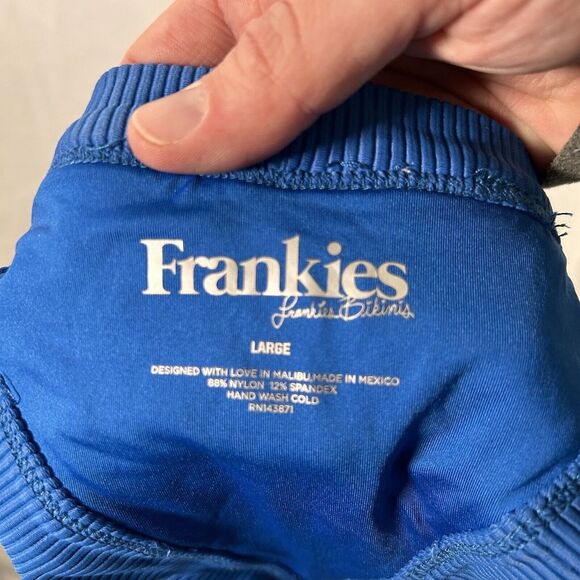 Frankies
frankies Bikinis
LARGE
DESIGNED WITH LOVE IN MALIBU,MADE IN MEXICO
88% NYLON 12% SPANDEX
HAND WASH COLD
RN143871